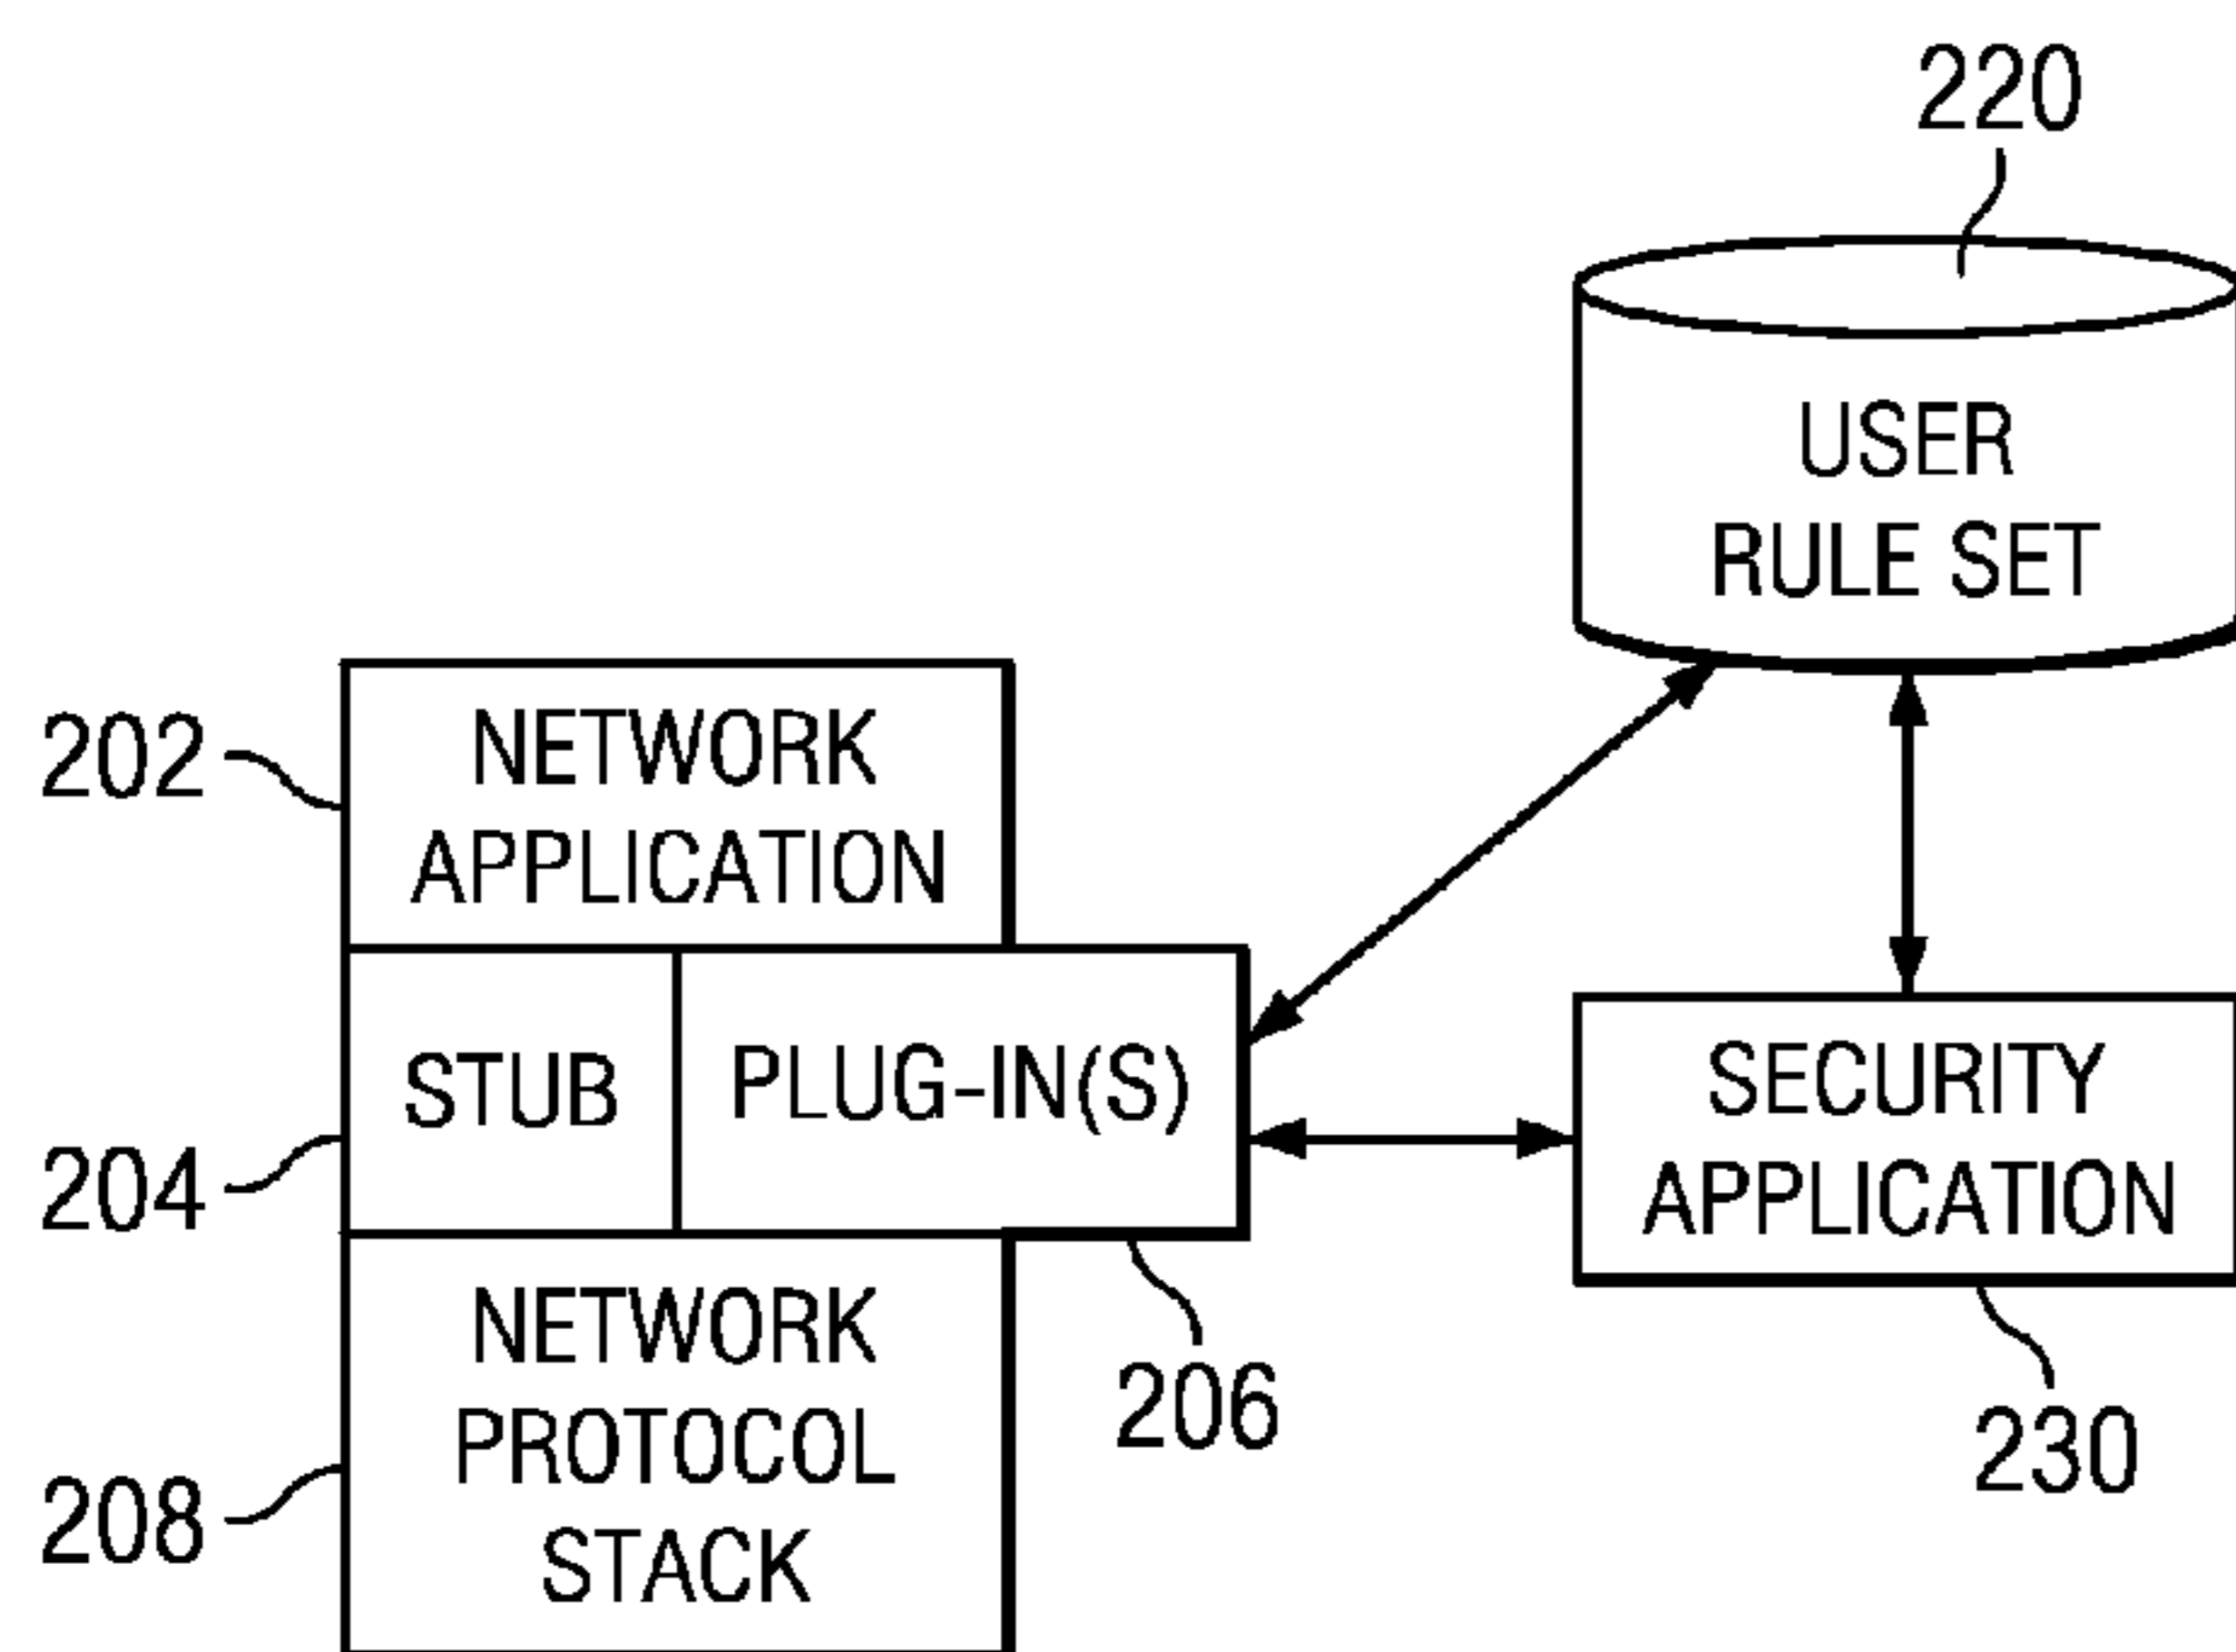 220
USER
RULE SET
202
NETWORK
APPLICATION
204
STUB
PLUG-IN(S)
SECURITY
APPLICATION
206
230
208
NETWORK
PROTOCOL
STACK